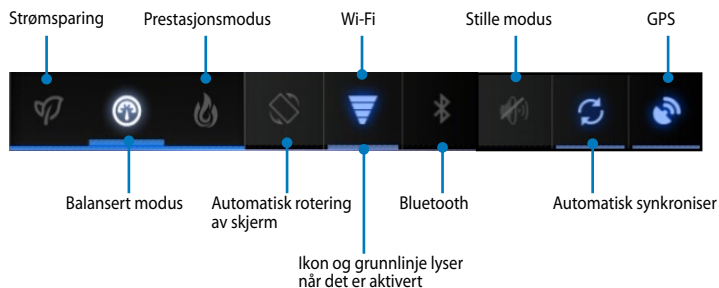 Strømsparing
Prestasjonsmodus
Wi-Fi
Stille modus
GPS
Balansert modus
Automatisk rotering
av skjerm
Bluetooth
Automatisk synkroniser
Ikon og grunnlinje lyser
når det er aktivert